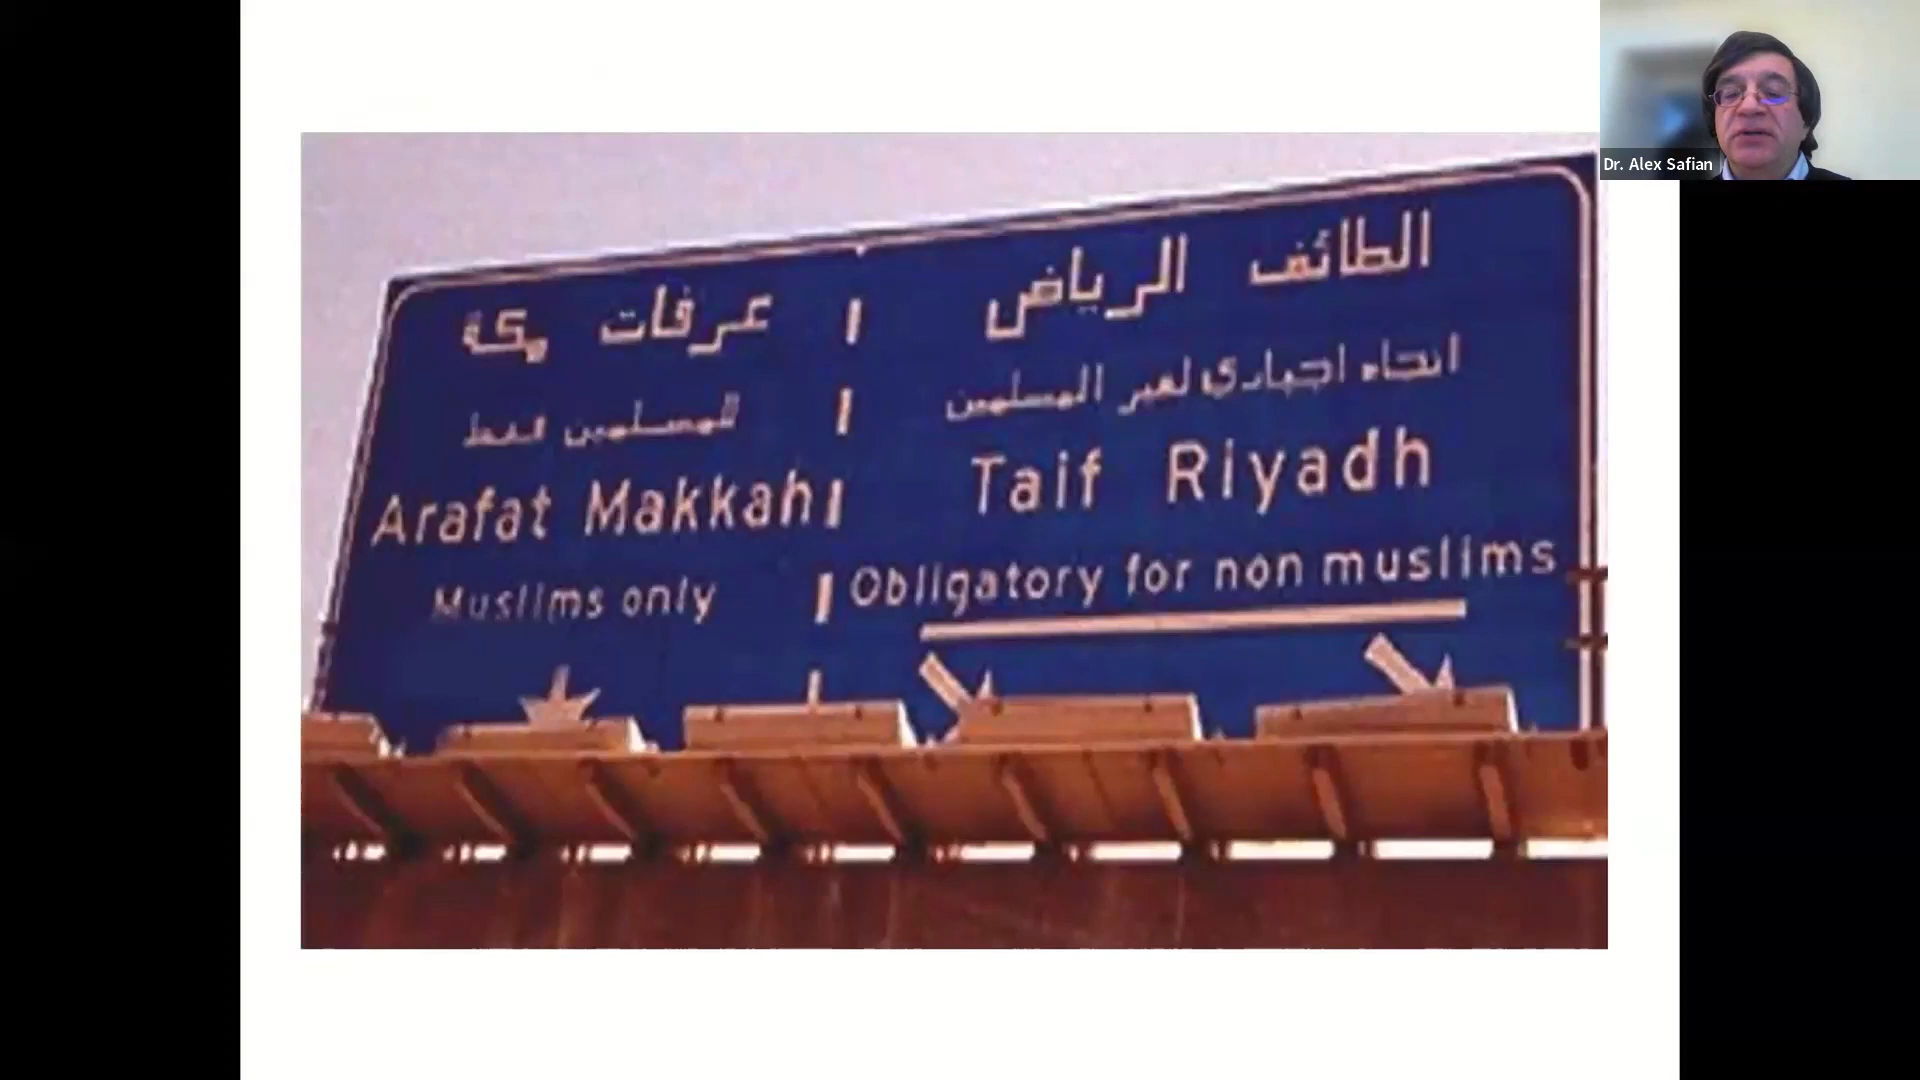 الطائف الرياض
عرفات مكة
اتجاه اجباري لغير المسلمين
للمسلمين فقط
Arafat Makkah
Taif Riyadh
Muslims only
Obligatory for non muslims
Dr. Alex Safian